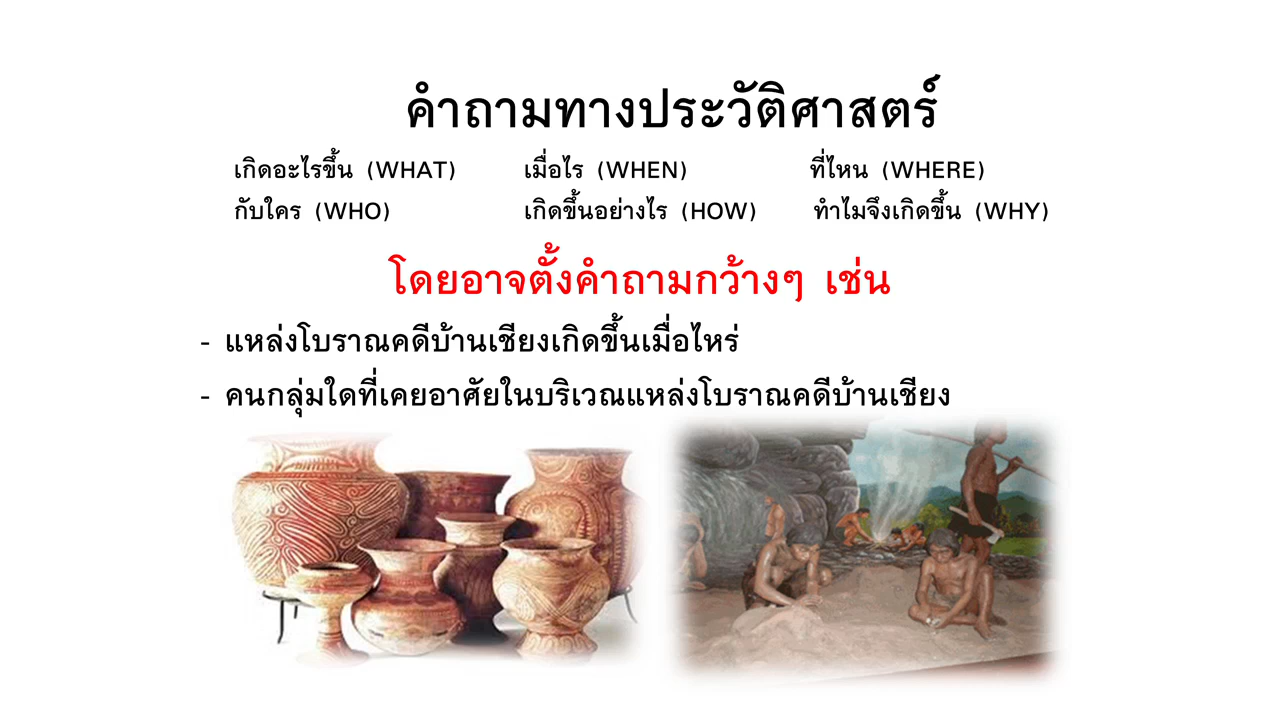 คำถามทางประวัติศาสตร์
เกิดอะไรขึ้น (WHAT) เมื่อไร (WHEN) ที่ไหน (WHERE)
กับใคร (WHO) เกิดขึ้นอย่างไร (HOW) ทำไมจึงเกิดขึ้น (WHY)
โดยอาจตั้งคำถามกว้างๆ เช่น
- แหล่งโบราณคดีบ้านเชียงเกิดขึ้นเมื่อไหร่
- คนกลุ่มใดที่เคยอาศัยในบริเวณแหล่งโบราณคดีบ้านเชียง